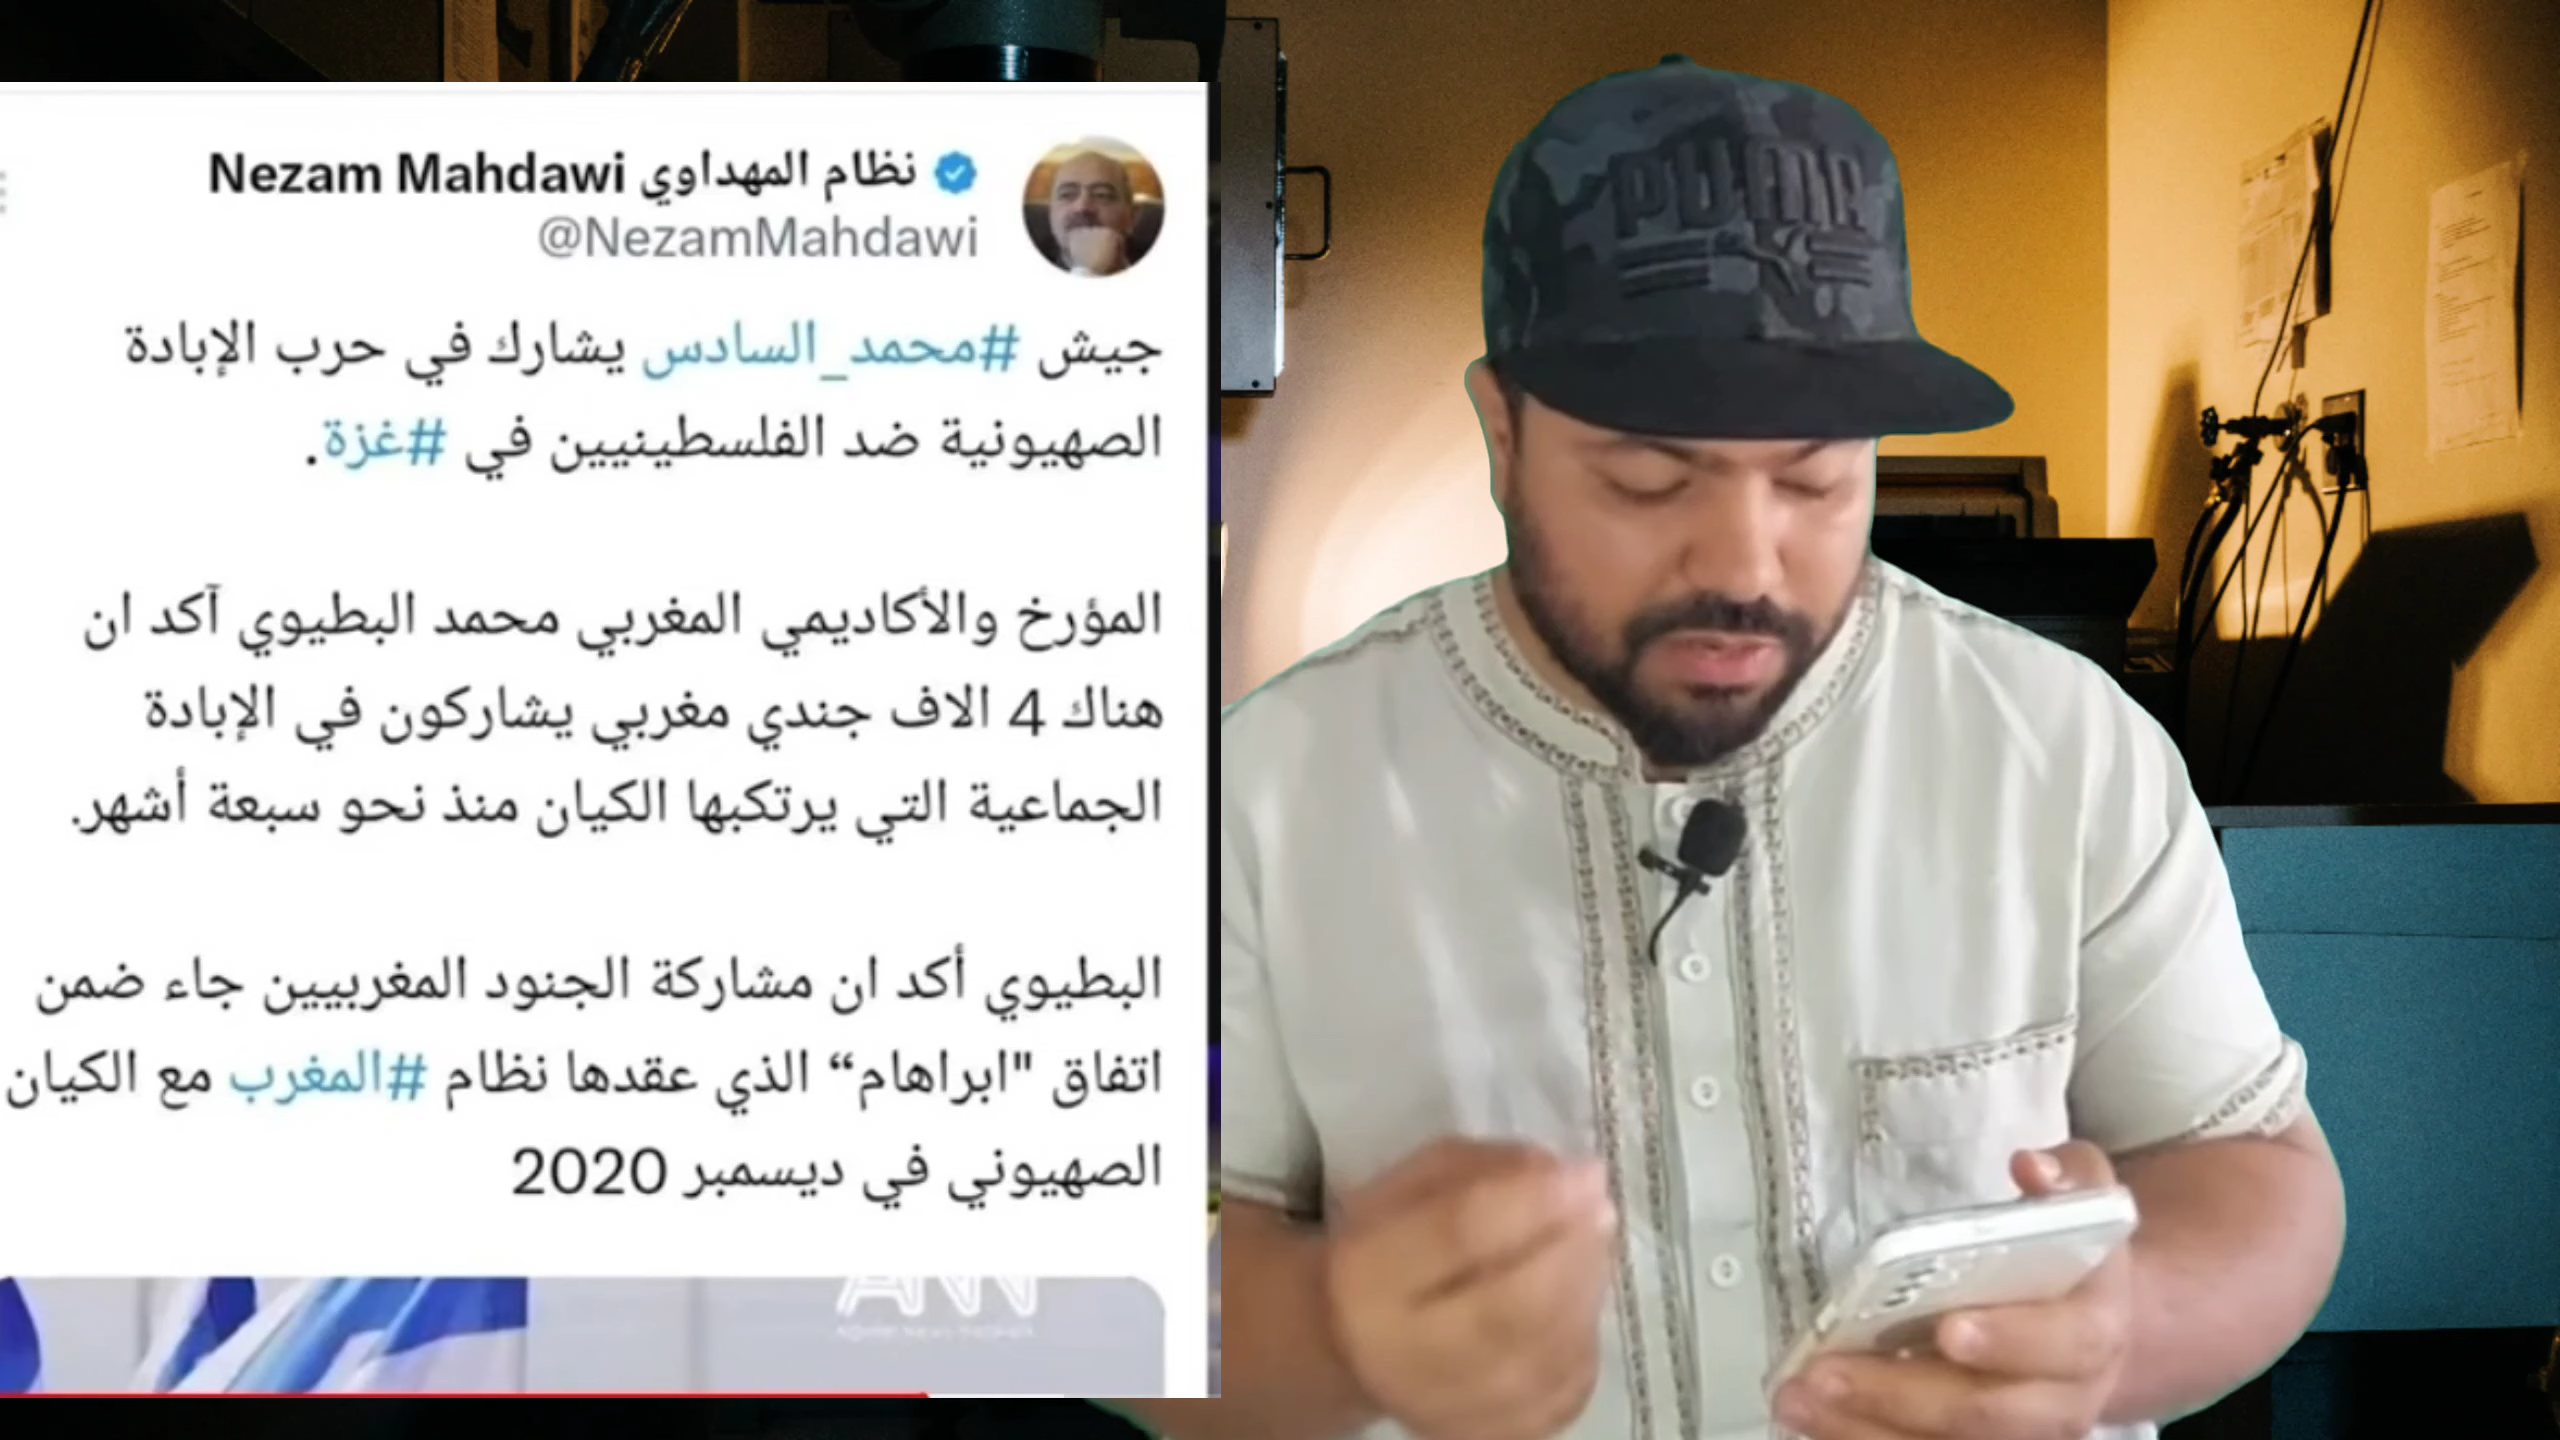 نظام المهداوي Nezam Mahdawi
@NezamMahdawi
جيش #محمد_السادس يشارك في حرب الإبادة
الصهيونية ضد الفلسطينيين في #غزة.
المؤرخ والأكاديمي المغربي محمد البطيوي آكد ان
هناك 4 الاف جندي مغربي يشاركون في الإبادة
الجماعية التي يرتكبها الكيان منذ نحو سبعة أشهر.
البطيوي أكد ان مشاركة الجنود المغربيين جاء ضمن
اتفاق "ابراهام“ الذي عقدها نظام #المغرب مع الكيان
الصهيوني في ديسمبر 2020
PUMA